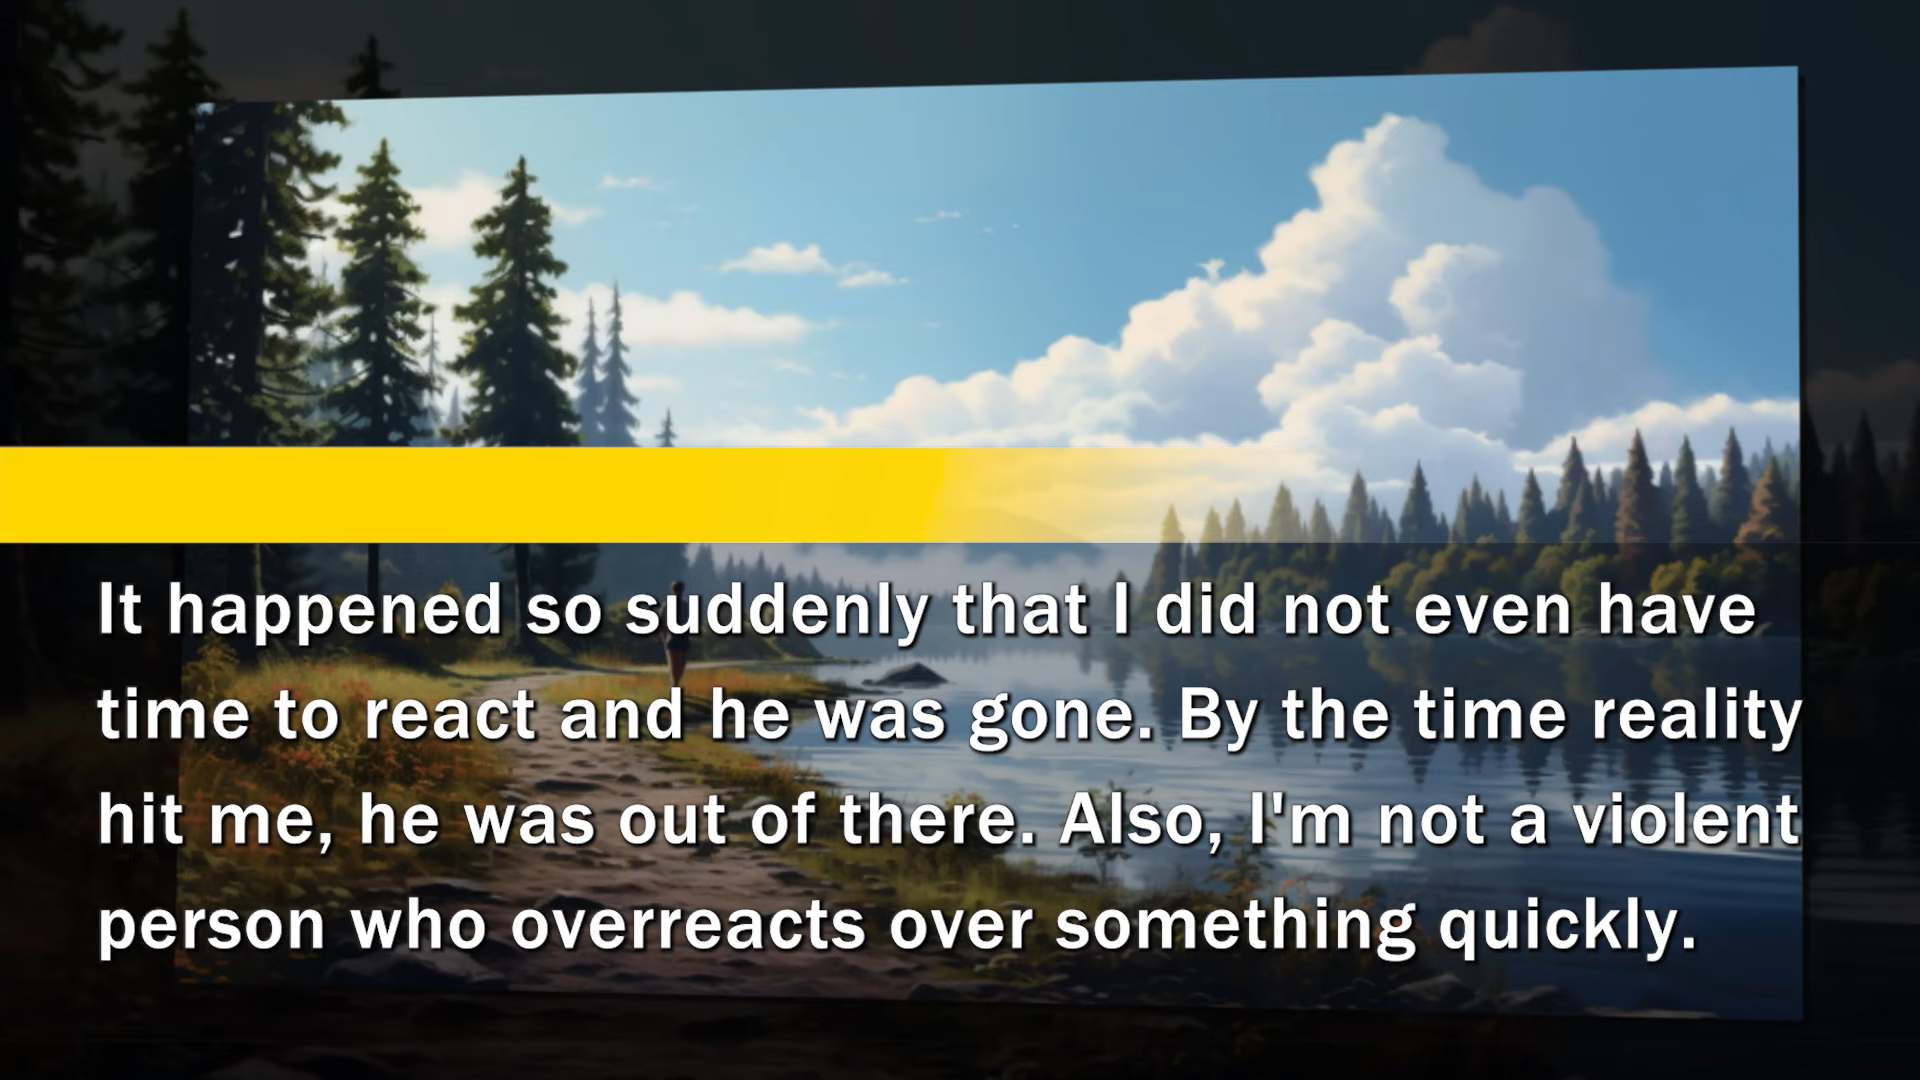 It happened so suddenly that I did not even have
time to react and he was gone. By the time reality
hit me, he was out of there. Also, I'm not a violent
person who overreacts over something quickly.